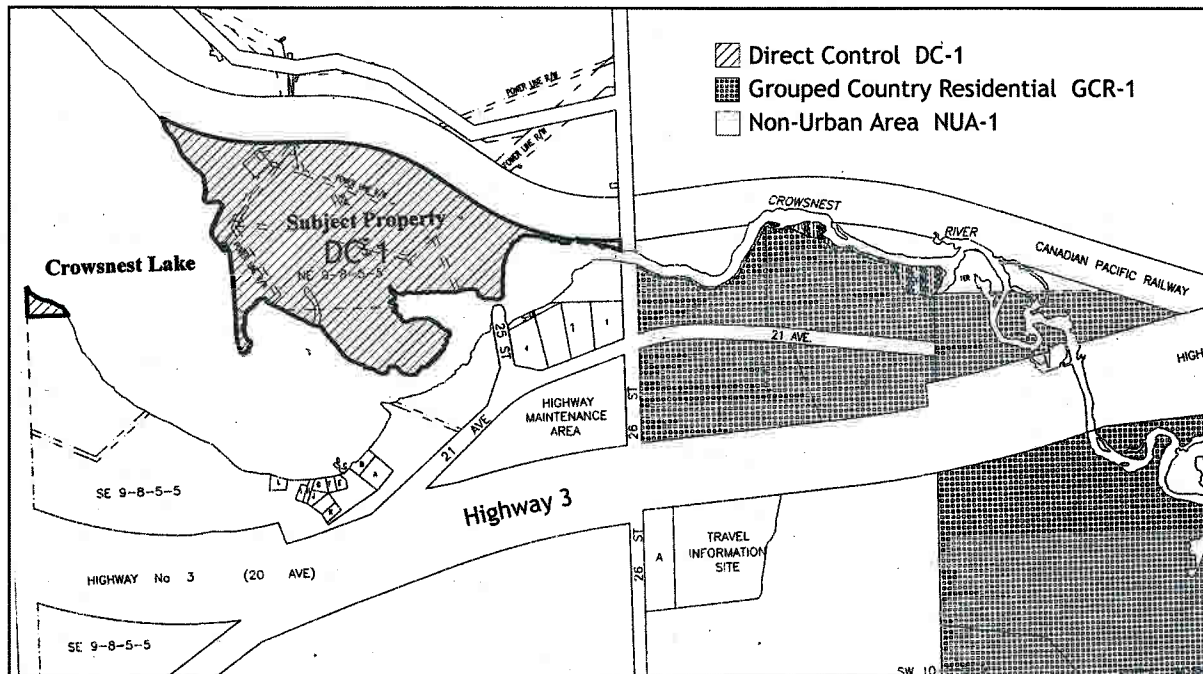 Direct Control DC-1
Grouped Country Residential GCR-1
Non-Urban Area NUA-1
POWER LINE R/W
POWER LINE R/W
POWER LINE R/W
Subject Property
DC-1
NE 9-8-5-5
Crowsnest Lake
CROWSNEST
RIVER
CANADIAN PACIFIC RAILWAY
25 ST
21 AVE.
HIGHWAY
MAINTENANCE
AREA
26 ST
21 AVE
Highway 3
SE 9-8-5-5
HIGHWAY No 3 (20 AVE)
SE 9-8-5-5
26 ST
A
TRAVEL
INFORMATION
SITE
SW 10